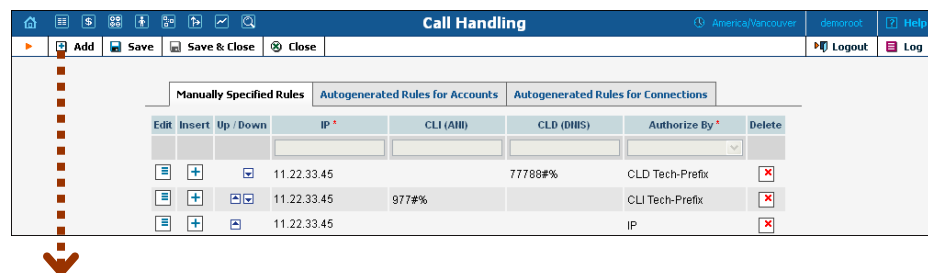 Call Handling America/Vancouver demoroot Help
Add Save Save & Close Close Logout Log
Manually Specified Rules Autogenerated Rules for Accounts Autogenerated Rules for Connections
Edit Insert Up / Down IP * CLI (ANI) CLD (DNIS) Authorize By * Delete
11.22.33.45 77788#% CLD Tech-Prefix
11.22.33.45 977#% CLI Tech-Prefix
11.22.33.45 IP